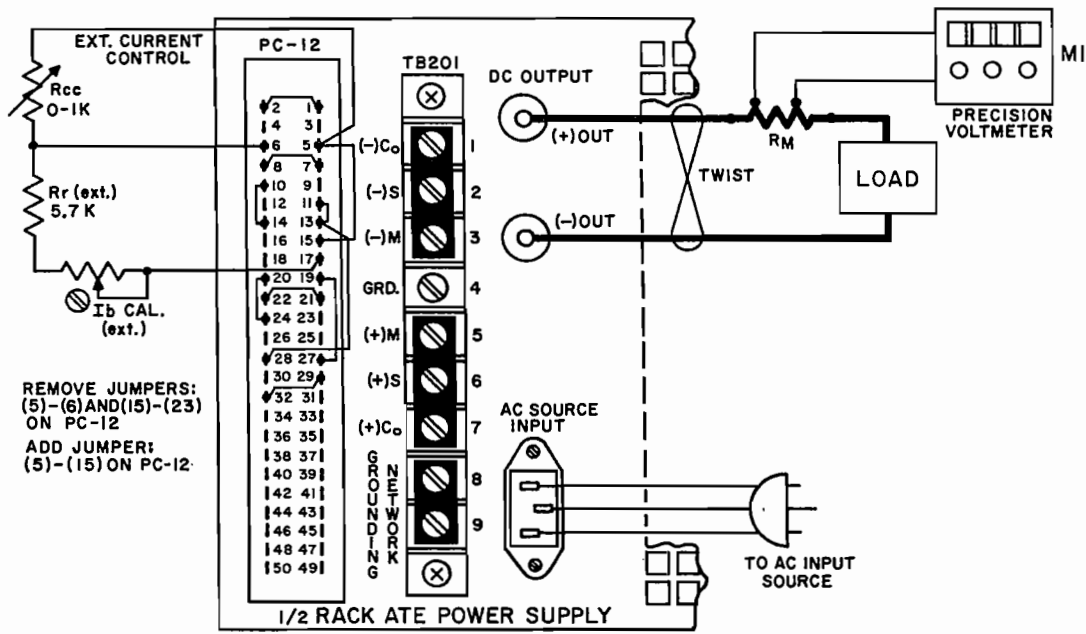 EXT. CURRENT
CONTROL
Rcc
0-1K
Rr (ext.)
5.7 K
Ib CAL.
(ext.)
REMOVE JUMPERS:
(5)-(6) AND (15)-(23)
ON PC-12
ADD JUMPER:
(5)-(15) ON PC-12
PC-12
2 1
4 3
6 5
8 7
10 9
12 11
14 13
16 15
18 17
20 19
22 21
24 23
26 25
28 27
30 29
32 31
34 33
36 35
38 37
40 39
42 41
44 43
46 45
48 47
50 49
TB201
(-)Co 1
(-)S 2
(-)M 3
GRD. 4
(+)M 5
(+)S 6
(+)Co 7
8
9
GROUNDING
NETWORK
DC OUTPUT
(+)OUT
(-)OUT
TWIST
RM
LOAD
M1
PRECISION
VOLTMETER
AC SOURCE
INPUT
TO AC INPUT
SOURCE
1/2 RACK ATE POWER SUPPLY